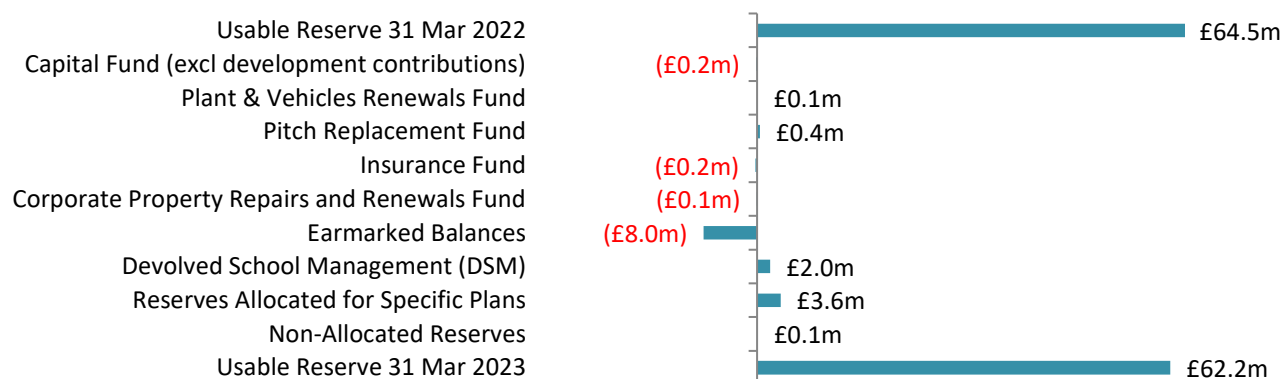 Usable Reserve 31 Mar 2022 £64.5m
Capital Fund (excl development contributions) (£0.2m)
Plant & Vehicles Renewals Fund £0.1m
Pitch Replacement Fund £0.4m
Insurance Fund (£0.2m)
Corporate Property Repairs and Renewals Fund (£0.1m)
Earmarked Balances (£8.0m)
Devolved School Management (DSM) £2.0m
Reserves Allocated for Specific Plans £3.6m
Non-Allocated Reserves £0.1m
Usable Reserve 31 Mar 2023 £62.2m